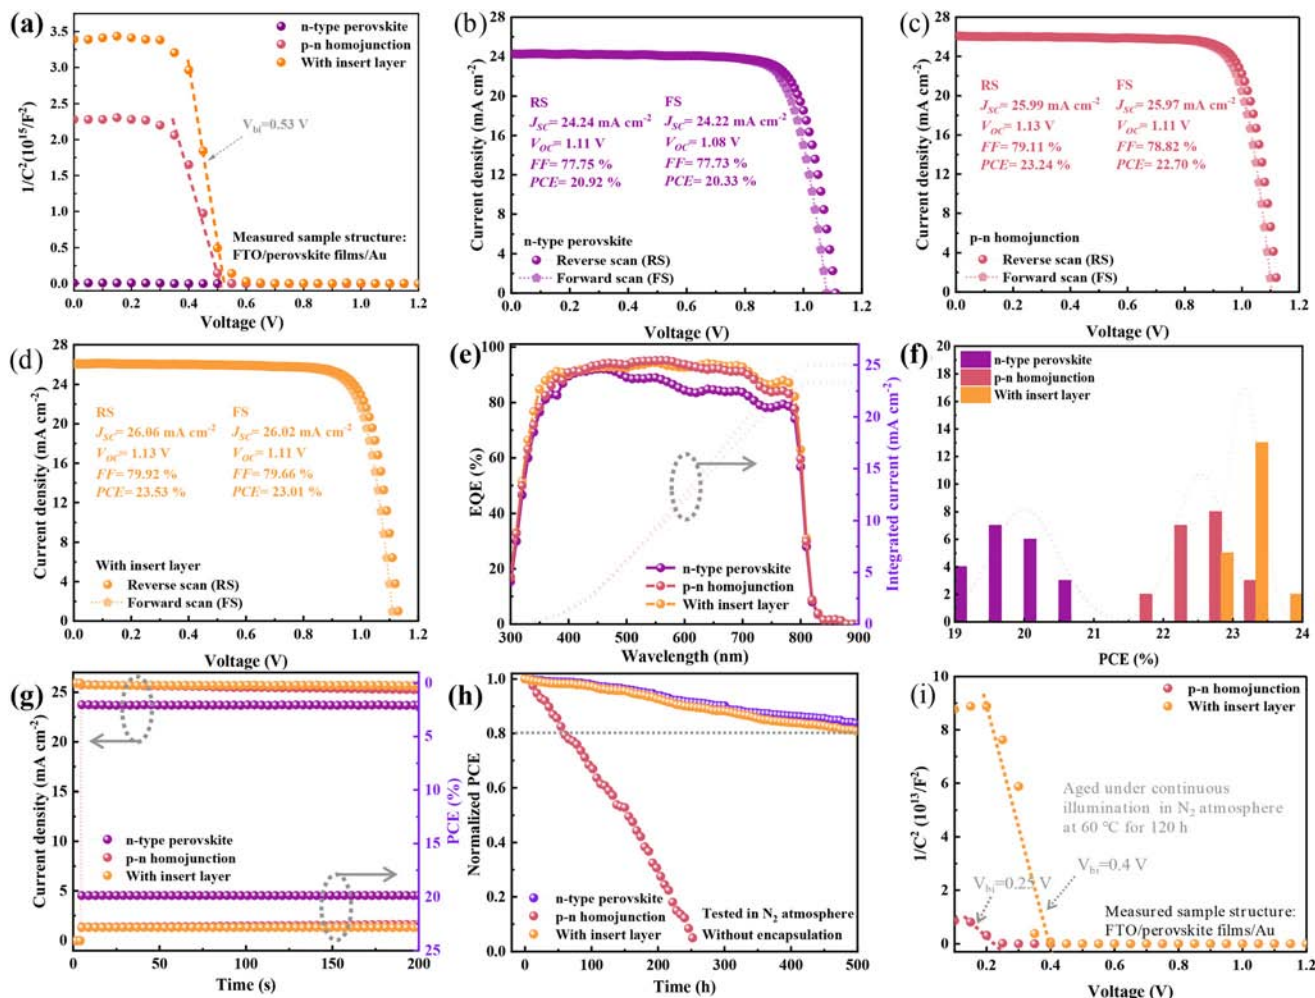 (a)
n-type perovskite
p-n homojunction
With insert layer
V_bi=0.53 V
Measured sample structure:
FTO/perovskite films/Au
1/C² (10¹⁵/F²)
3.5
3.0
2.5
2.0
1.5
1.0
0.5
0.0
0.0 0.2 0.4 0.6 0.8 1.0 1.2
Voltage (V)
(b)
Current density (mA cm⁻²)
28
24
20
16
12
8
4
0
RS FS
J_SC= 24.24 mA cm⁻² J_SC= 24.22 mA cm⁻²
V_OC= 1.11 V V_OC= 1.08 V
FF= 77.75 % FF= 77.73 %
PCE= 20.92 % PCE= 20.33 %
n-type perovskite
Reverse scan (RS)
Forward scan (FS)
0.0 0.2 0.4 0.6 0.8 1.0 1.2
Voltage (V)
(c)
Current density (mA cm⁻²)
28
24
20
16
12
8
4
0
RS FS
J_SC= 25.99 mA cm⁻² J_SC= 25.97 mA cm⁻²
V_OC= 1.13 V V_OC= 1.11 V
FF= 79.11 % FF= 78.82 %
PCE= 23.24 % PCE= 22.70 %
p-n homojunction
Reverse scan (RS)
Forward scan (FS)
0.0 0.2 0.4 0.6 0.8 1.0 1.2
Voltage (V)
(d)
Current density (mA cm⁻²)
28
24
20
16
12
8
4
0
RS FS
J_SC= 26.06 mA cm⁻² J_SC= 26.02 mA cm⁻²
V_OC= 1.13 V V_OC= 1.11 V
FF= 79.92 % FF= 79.66 %
PCE= 23.53 % PCE= 23.01 %
With insert layer
Reverse scan (RS)
Forward scan (FS)
0.0 0.2 0.4 0.6 0.8 1.0 1.2
Voltage (V)
(e)
EQE (%)
100
80
60
40
20
0
n-type perovskite
p-n homojunction
With insert layer
Integrated current (mA cm⁻²)
25
20
15
10
5
0
300 400 500 600 700 800 900
Wavelength (nm)
(f)
20
18
16
14
12
10
8
6
4
2
n-type perovskite
p-n homojunction
With insert layer
19 20 21 22 23 24
PCE (%)
(g)
Current density (mA cm⁻²)
25
20
15
10
5
0
n-type perovskite
p-n homojunction
With insert layer
PCE (%)
0
5
10
15
20
25
0 50 100 150 200
Time (s)
(h)
Normalized PCE
1.0
0.8
0.6
0.4
0.2
0.0
n-type perovskite
p-n homojunction
With insert layer
Tested in N₂ atmosphere
Without encapsulation
0 100 200 300 400 500
Time (h)
(i)
p-n homojunction
With insert layer
1/C⁻² (10¹³/F²)
10
8
6
4
2
0
Aged under continuous
illumination in N₂ atmosphere
at 60 °C for 120 h
V_bi=0.25 V
V_bi=0.4 V
Measured sample structure:
FTO/perovskite films/Au
0.2 0.4 0.6 0.8 1.0 1.2
Voltage (V)